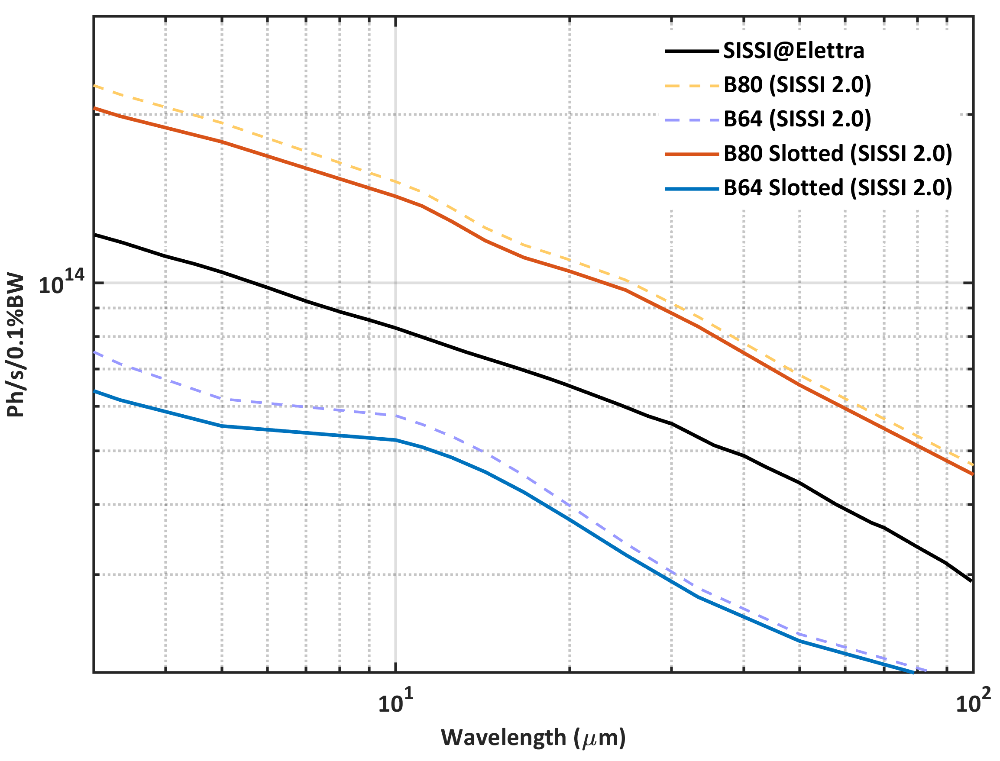 SISSI@Elettra
B80 (SISSI 2.0)
B64 (SISSI 2.0)
B80 Slotted (SISSI 2.0)
B64 Slotted (SISSI 2.0)
Ph/s/0.1%BW
10^14
10^1
10^2
Wavelength (μm)